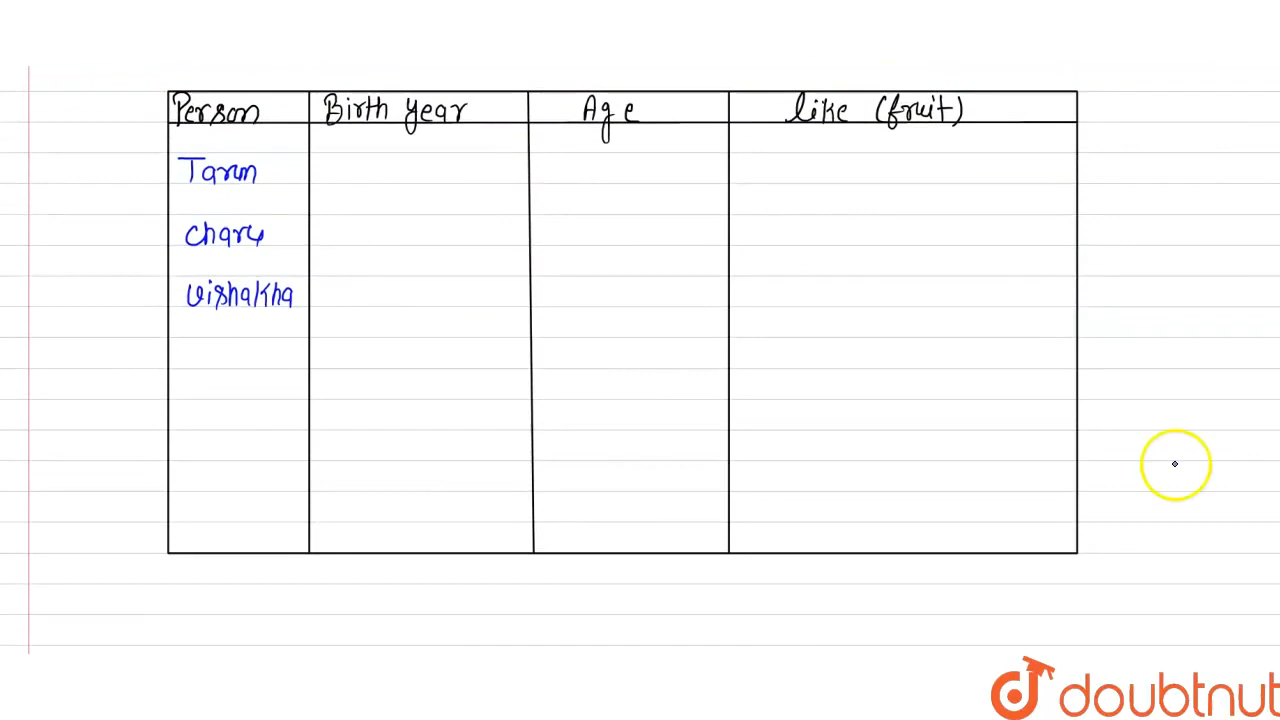 Person Birth year Age like (fruit)
Tarun
charu
vishakha
doubtnut